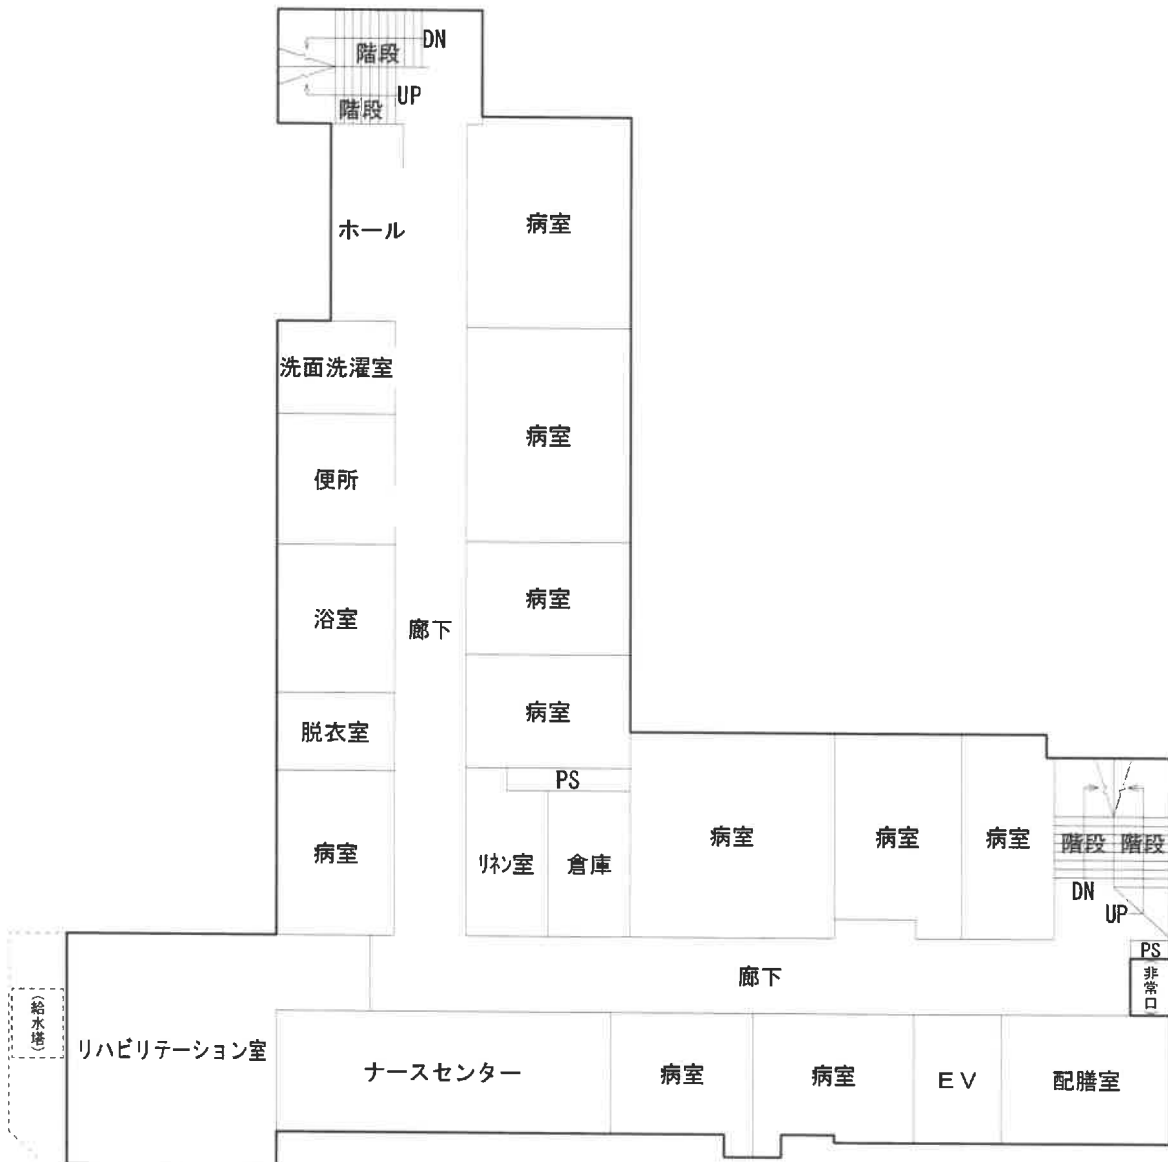 DN
階段
UP
階段
ホール
病室
洗面洗濯室
病室
便所
病室
浴室
廊下
病室
脱衣室
PS
病室
リネン室
倉庫
病室
病室
病室
階段
階段
DN
UP
PS
廊下
(非常口)
(給水塔)
リハビリテーション室
ナースセンター
病室
病室
EV
配膳室